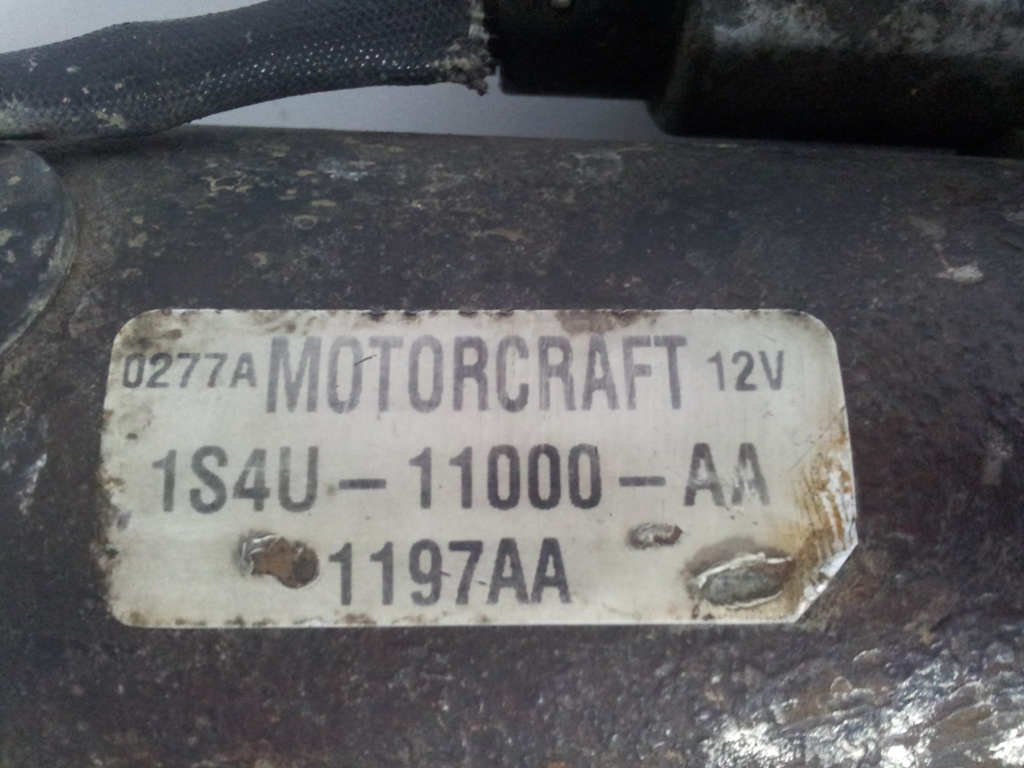 0277A MOTORCRAFT 12V
1S4U-11000-AA
1197AA